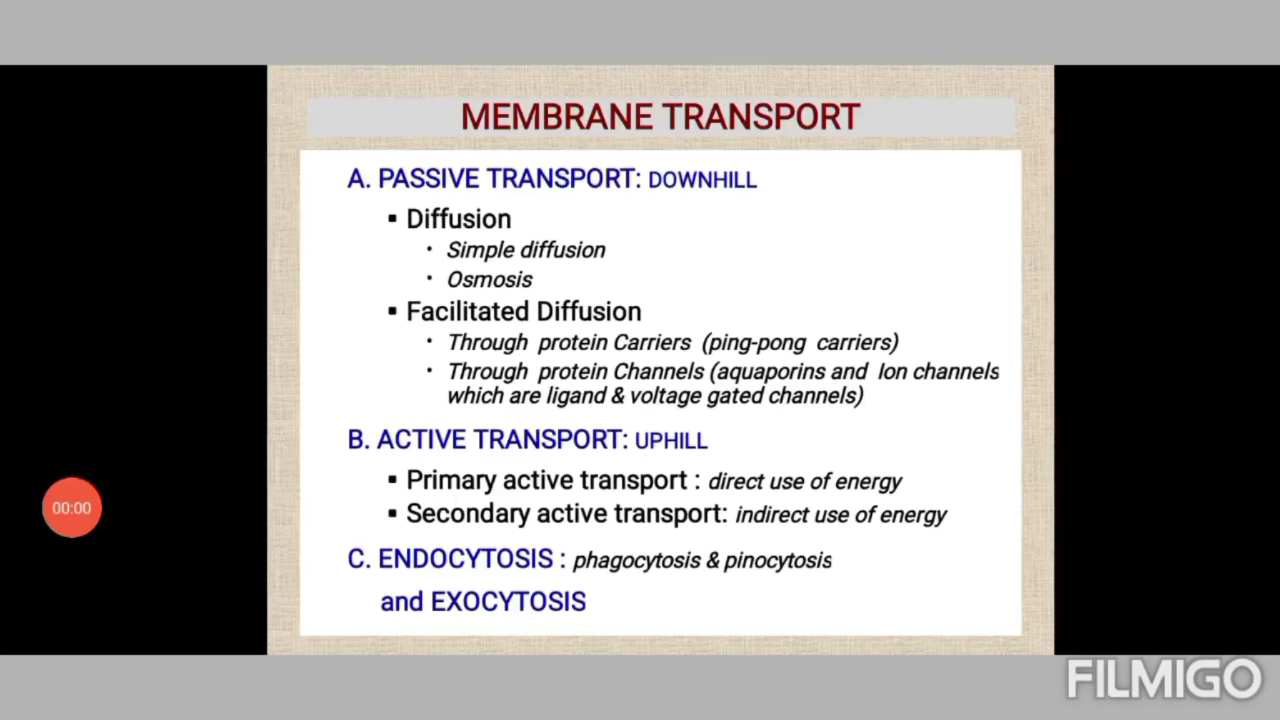 MEMBRANE TRANSPORT
A. PASSIVE TRANSPORT: DOWNHILL
▪ Diffusion
• Simple diffusion
• Osmosis
▪ Facilitated Diffusion
• Through protein Carriers (ping-pong carriers)
• Through protein Channels (aquaporins and Ion channels
which are ligand & voltage gated channels)
B. ACTIVE TRANSPORT: UPHILL
▪ Primary active transport : direct use of energy
▪ Secondary active transport: indirect use of energy
00:00
C. ENDOCYTOSIS : phagocytosis & pinocytosis
and EXOCYTOSIS
FILMIGO